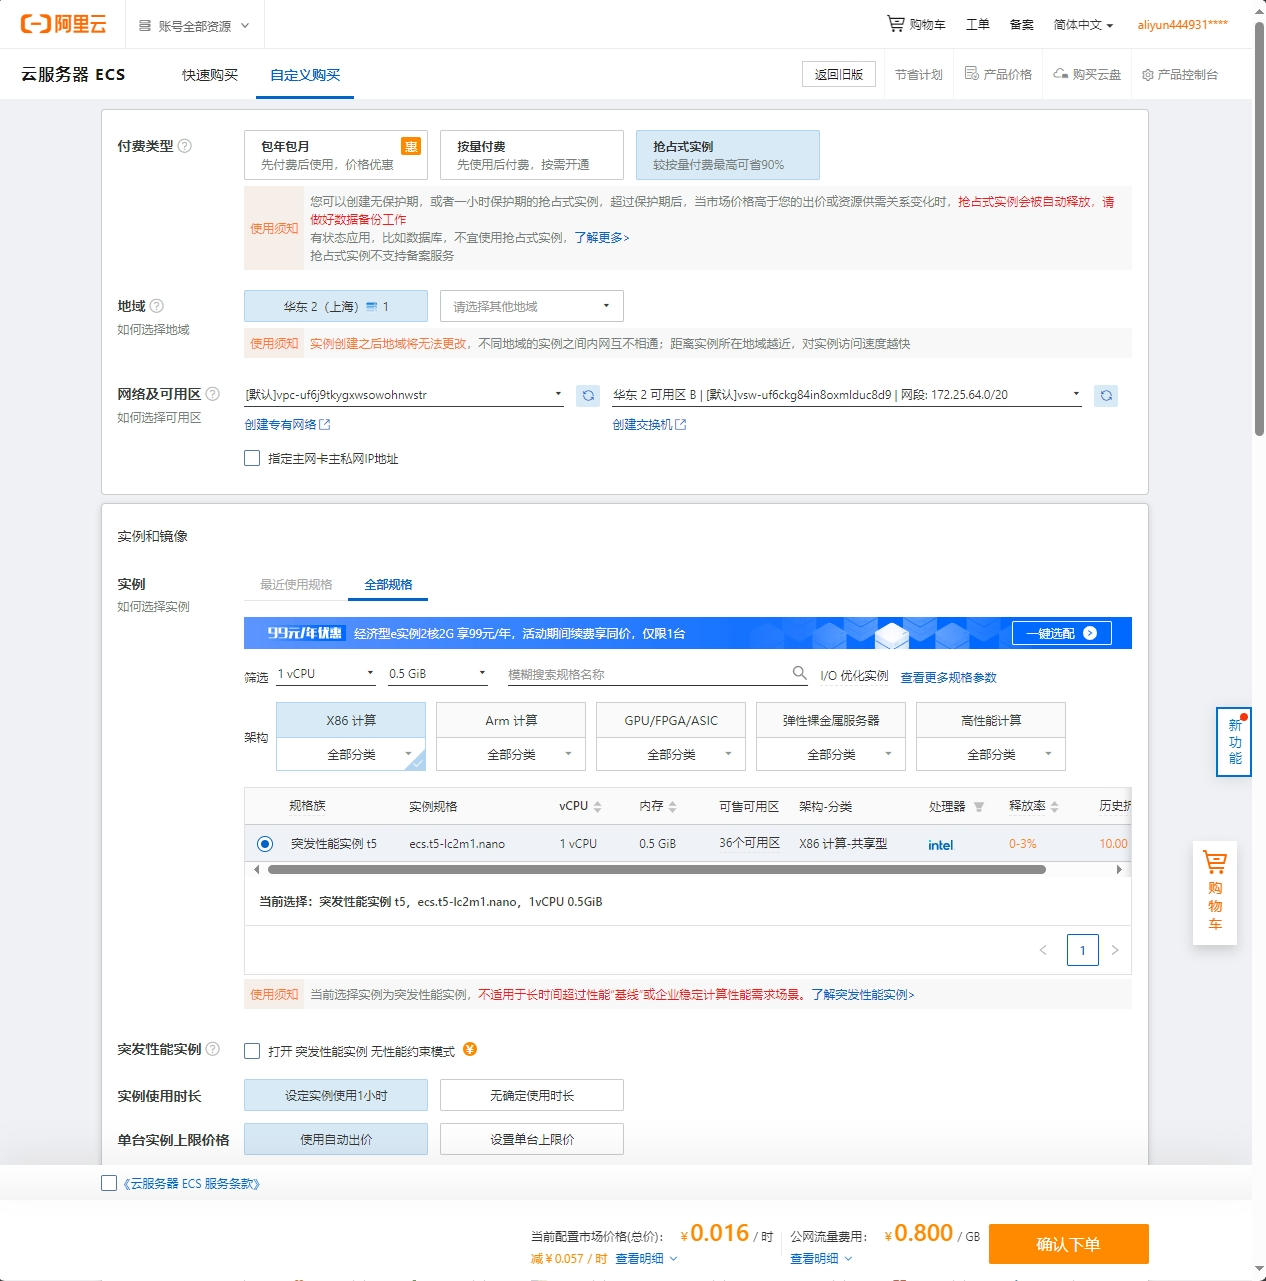 阿里云
账号全部资源
购物车 工单 备案 简体中文 aliyun444931****
云服务器 ECS 快速购买 自定义购买 返回旧版 节省计划 产品价格 购买云盘 产品控制台
付费类型
包年包月 惠
先付费后使用，价格优惠
按量付费
先使用后付费，按需开通
抢占式实例
较按量付费最高可省90%
使用须知
您可以创建无保护期，或者一小时保护期的抢占式实例，超过保护期后，当市场价格高于您的出价或资源供需关系变化时，抢占式实例会被自动释放，请
做好数据备份工作
有状态应用，比如数据库，不宜使用抢占式实例，了解更多>
抢占式实例不支持备案服务
地域
如何选择地域
华东 2（上海） 1 请选择其他地域
使用须知 实例创建之后地域将无法更改，不同地域的实例之间内网互不相通；距离实例所在地域越近，对实例访问速度越快
网络及可用区
如何选择可用区
[默认]vpc-uf6j9tkygxwsowohnwstr 华东 2 可用区 B | [默认]vsw-uf6ckg84in8oxmlduc8d9 | 网段: 172.25.64.0/20
创建专有网络 创建交换机
指定主网卡主私网IP地址
实例和镜像
实例
如何选择实例
最近使用规格 全部规格
99元/年优惠 经济型e实例2核2G 享99元/年，活动期间续费享同价，仅限1台 一键选配
筛选 1 vCPU 0.5 GiB 模糊搜索规格名称 I/O 优化实例 查看更多规格参数
架构
X86 计算 Arm 计算 GPU/FPGA/ASIC 弹性裸金属服务器 高性能计算
全部分类 全部分类 全部分类 全部分类 全部分类
规格族 实例规格 vCPU 内存 可售可用区 架构-分类 处理器 释放率 历史折
突发性能实例 t5 ecs.t5-lc2m1.nano 1 vCPU 0.5 GiB 36个可用区 X86 计算-共享型 intel 0-3% 10.00
当前选择：突发性能实例 t5，ecs.t5-lc2m1.nano，1vCPU 0.5GiB
< 1 >
使用须知 当前选择实例为突发性能实例，不适用于长时间超过性能“基线”或企业稳定计算性能需求场景。了解突发性能实例>
突发性能实例 打开 突发性能实例 无性能约束模式 ¥
实例使用时长 设定实例使用1小时 无确定使用时长
单台实例上限价格 使用自动出价 设置单台上限价
新功能
购物车
《云服务器 ECS 服务条款》
当前配置市场价格(总价)： ¥0.016 / 时 公网流量费用： ¥0.800 / GB 确认下单
减¥0.057 / 时 查看明细 查看明细